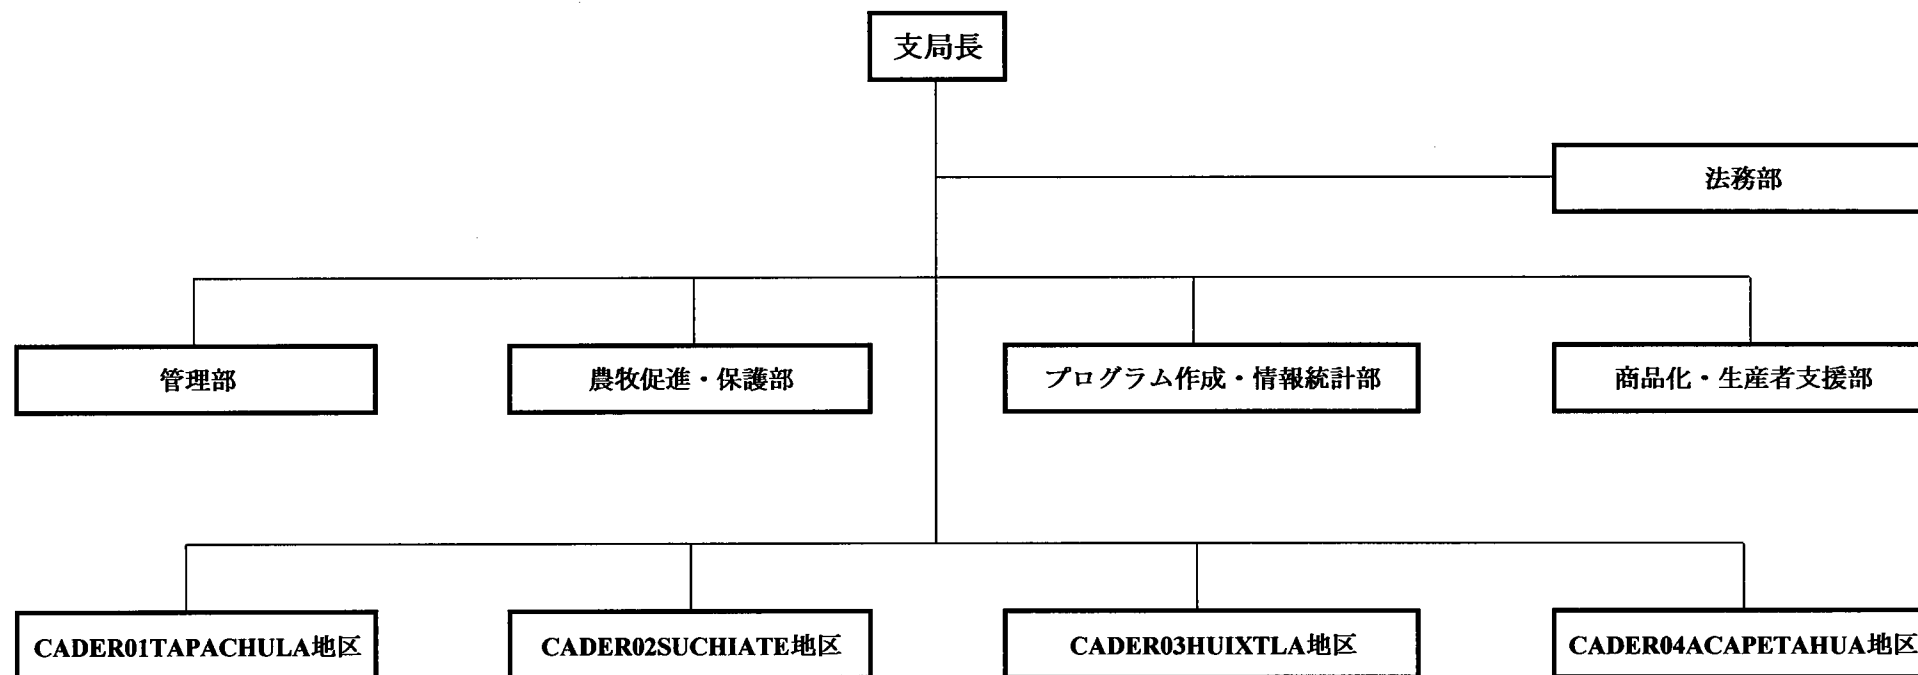 支局長
法務部
管理部
農牧促進・保護部
プログラム作成・情報統計部
商品化・生産者支援部
CADER01TAPACHULA地区
CADER02SUCHIATE地区
CADER03HUIXTLA地区
CADER04ACAPETAHUA地区